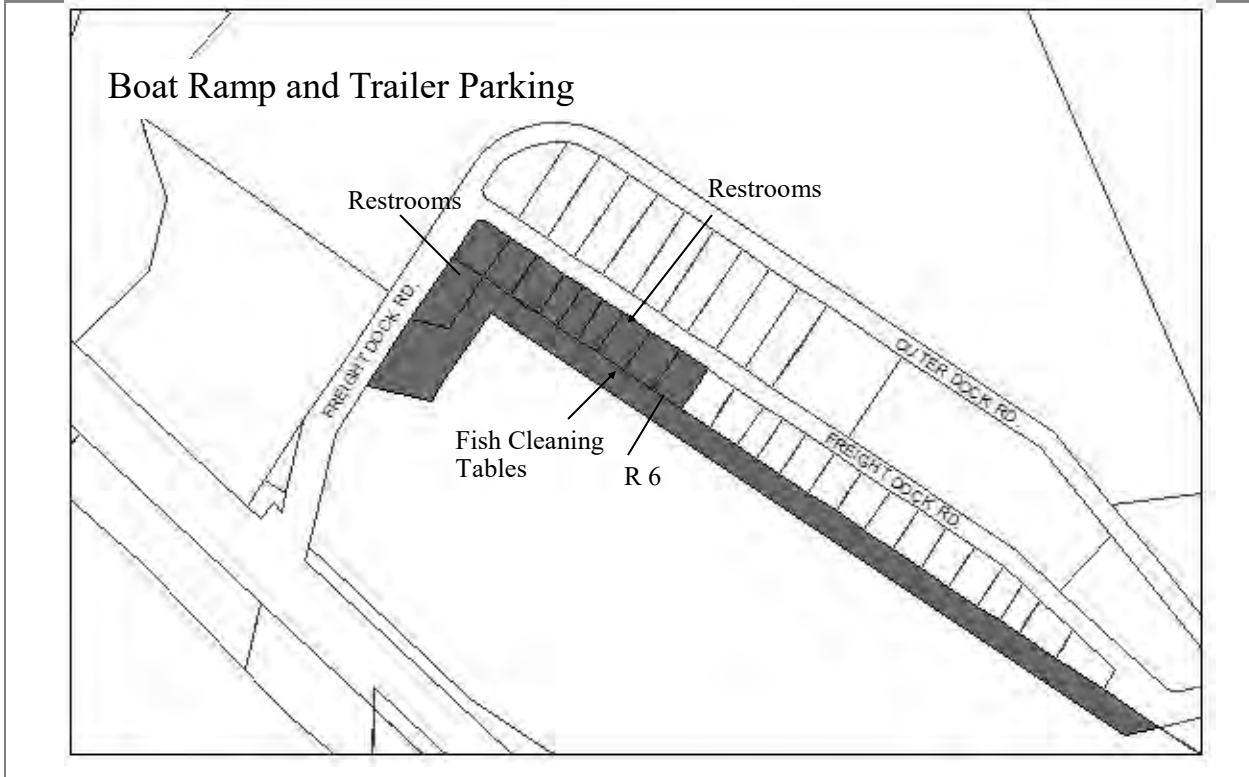 Boat Ramp and Trailer Parking
Restrooms
Restrooms
FREIGHT DOCK RD.
OUTER DOCK RD.
Fish Cleaning
Tables
R 6
FREIGHT DOCK RD.